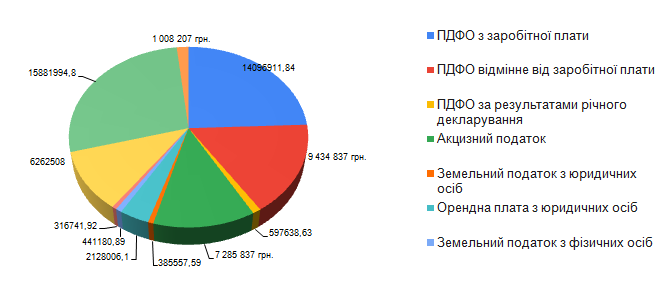 1 008 207 грн.
15881994,8
14096911,84
9 434 837 грн.
6262508
597638,63
316741,92
441180,89
2128006,1
385557,59
7 285 837 грн.
ПДФО з заробітної плати
ПДФО відмінне від заробітної плати
ПДФО за результатами річного
декларування
Акцизний податок
Земельний податок з юридичних
осіб
Орендна плата з юридичних осіб
Земельний податок з фізичних осіб